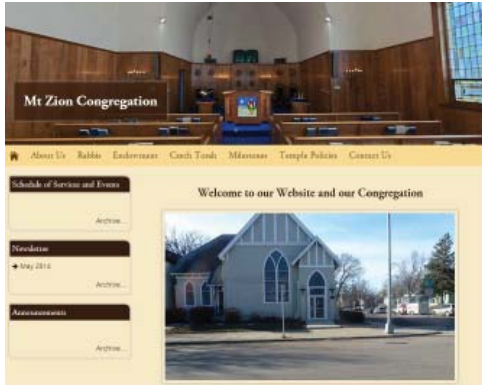 Mt Zion Congregation
About Us Rabbis Endowment Czech Torah Milestones Temple Policies Contact Us
Schedule of Services and Events
Archive...
Newsletter
May 2014
Archive...
Announcements
Archive...
Welcome to our Website and our Congregation